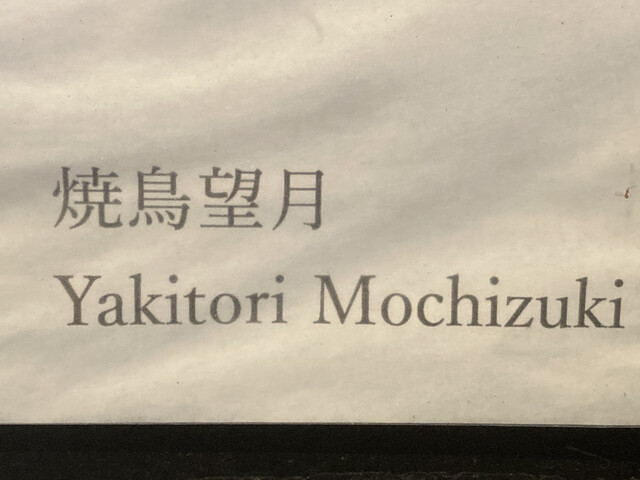 焼鳥望月
Yakitori Mochizuki